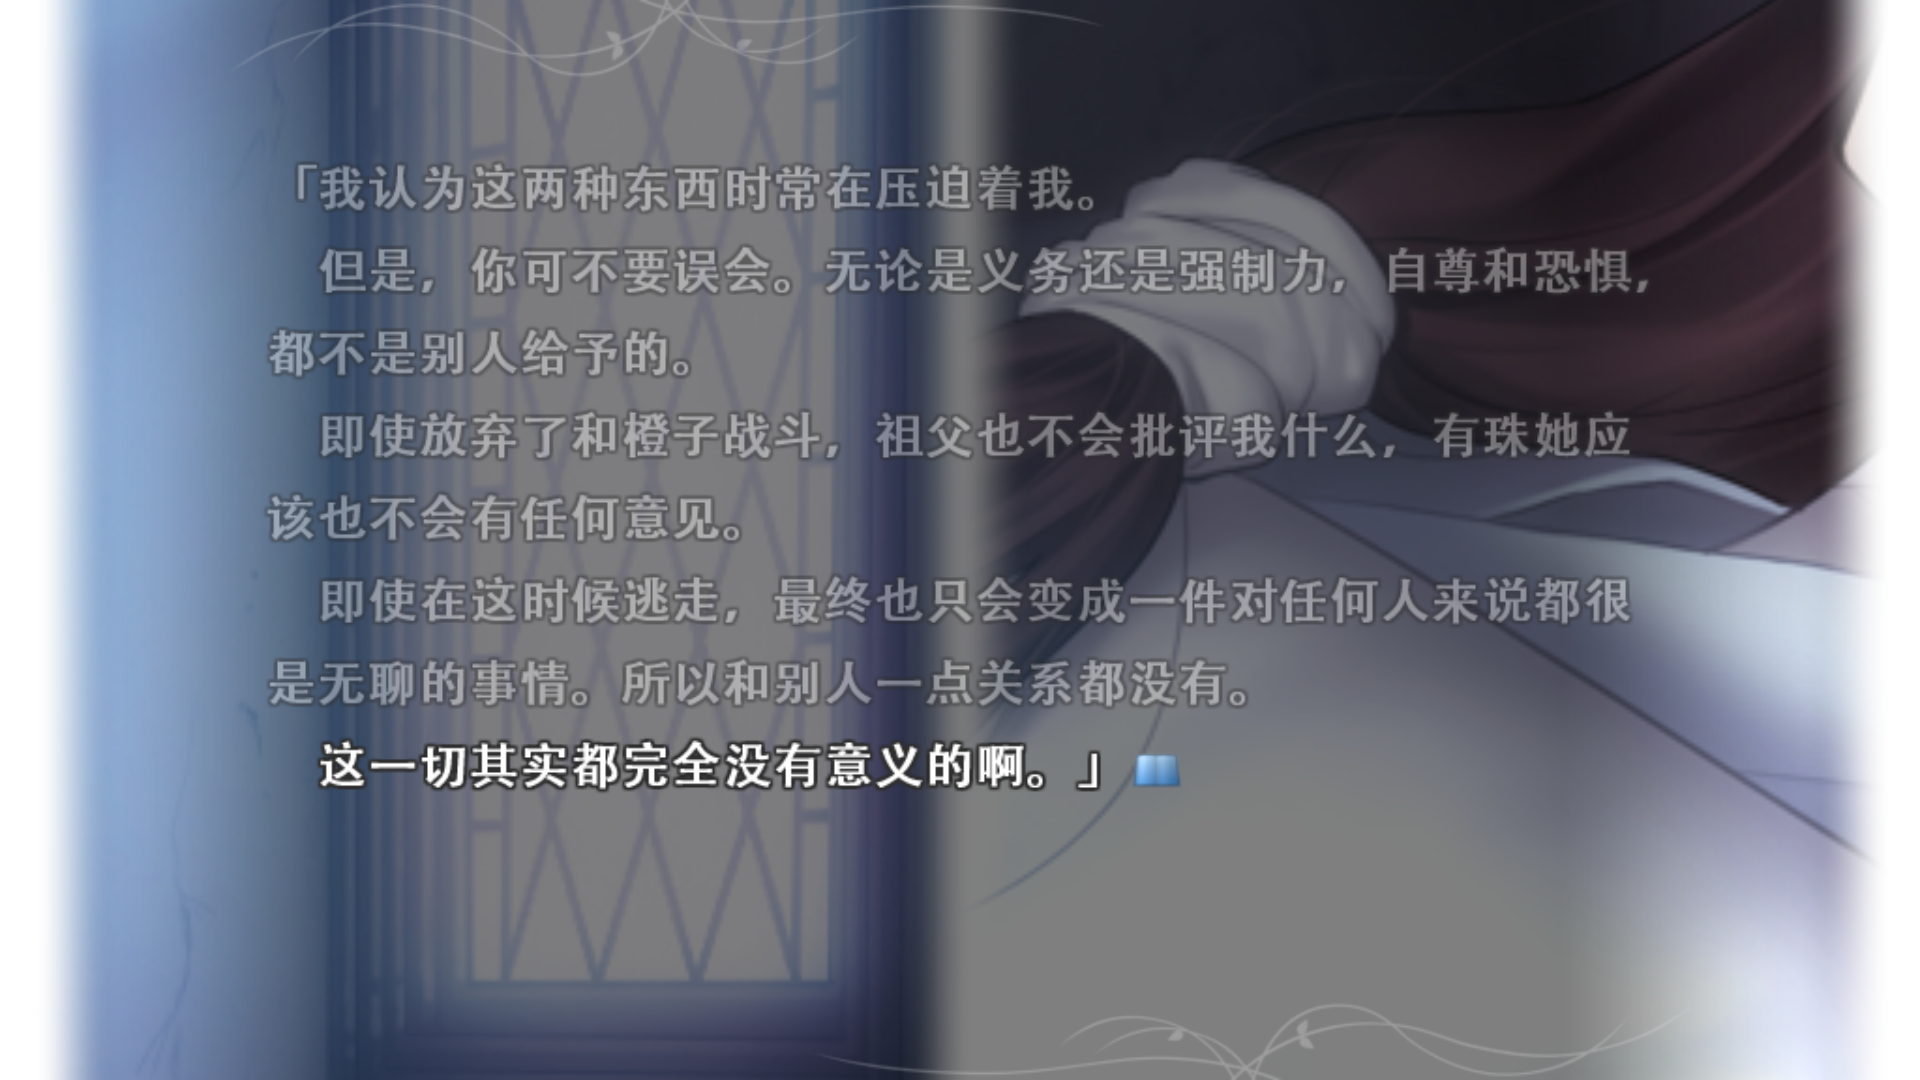 「我认为这两种东西时常在压迫着我。
但是，你可不要误会。无论是义务还是强制力，自尊和恐惧，
都不是别人给予的。
即使放弃了和橙子战斗，祖父也不会批评我什么，有珠她应
该也不会有任何意见。
即使在这时候逃走，最终也只会变成一件对任何人来说都很
是无聊的事情。所以和别人一点关系都没有。
这一切其实都完全没有意义的啊。」